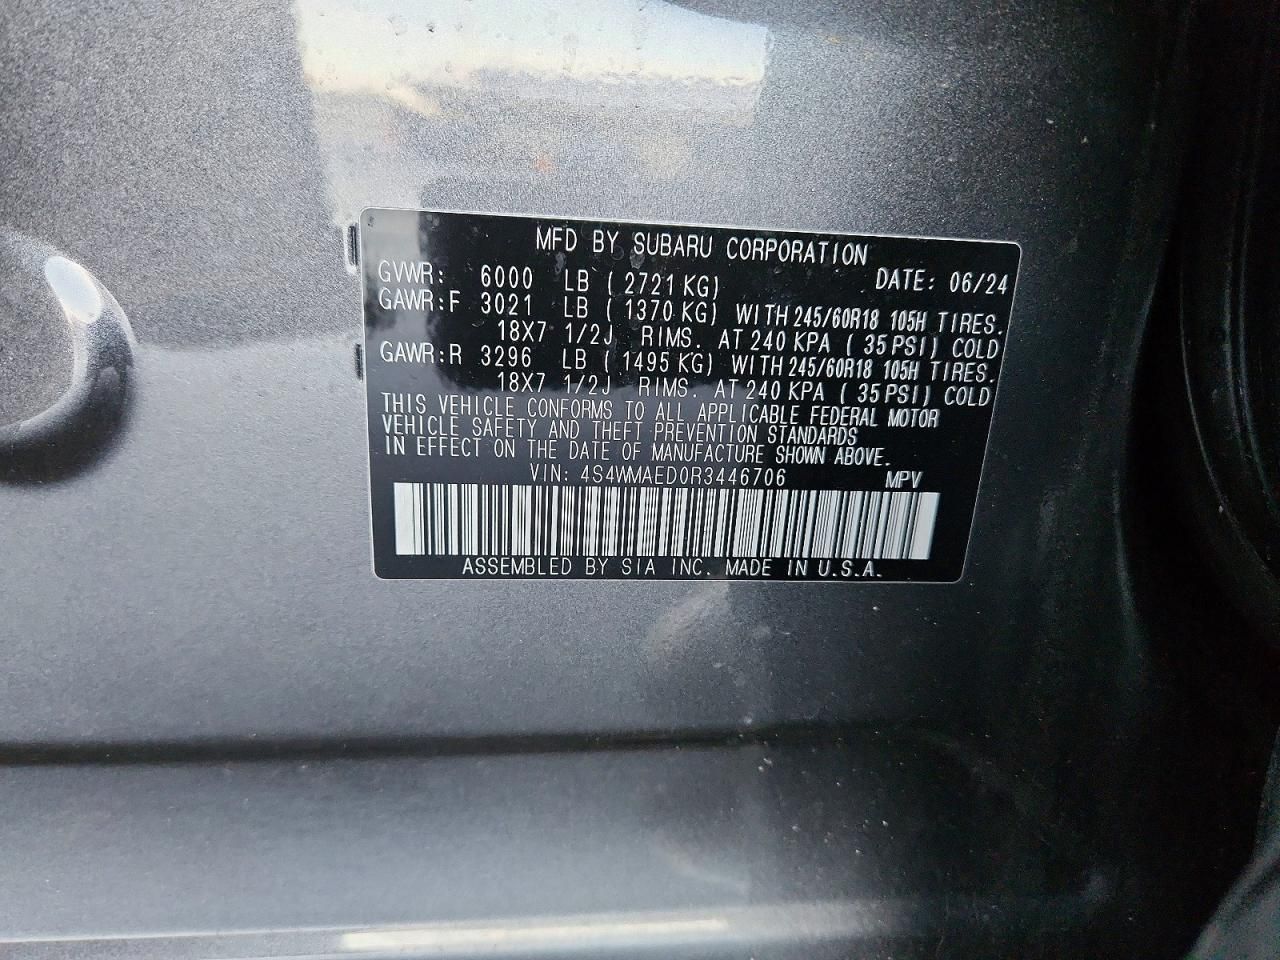 MFD BY SUBARU CORPORATION
GVWR: 6000 LB (2721 KG) DATE: 06/24
GAWR:F 3021 LB (1370 KG) WITH 245/60R18 105H TIRES.
18X7 1/2J RIMS. AT 240 KPA (35 PSI) COLD
GAWR:R 3296 LB (1495 KG) WITH 245/60R18 105H TIRES.
18X7 1/2J RIMS. AT 240 KPA (35 PSI) COLD
THIS VEHICLE CONFORMS TO ALL APPLICABLE FEDERAL MOTOR
VEHICLE SAFETY AND THEFT PREVENTION STANDARDS
IN EFFECT ON THE DATE OF MANUFACTURE SHOWN ABOVE.
VIN: 4S4WMAED0R3446706 MPV
ASSEMBLED BY SIA INC. MADE IN U.S.A.